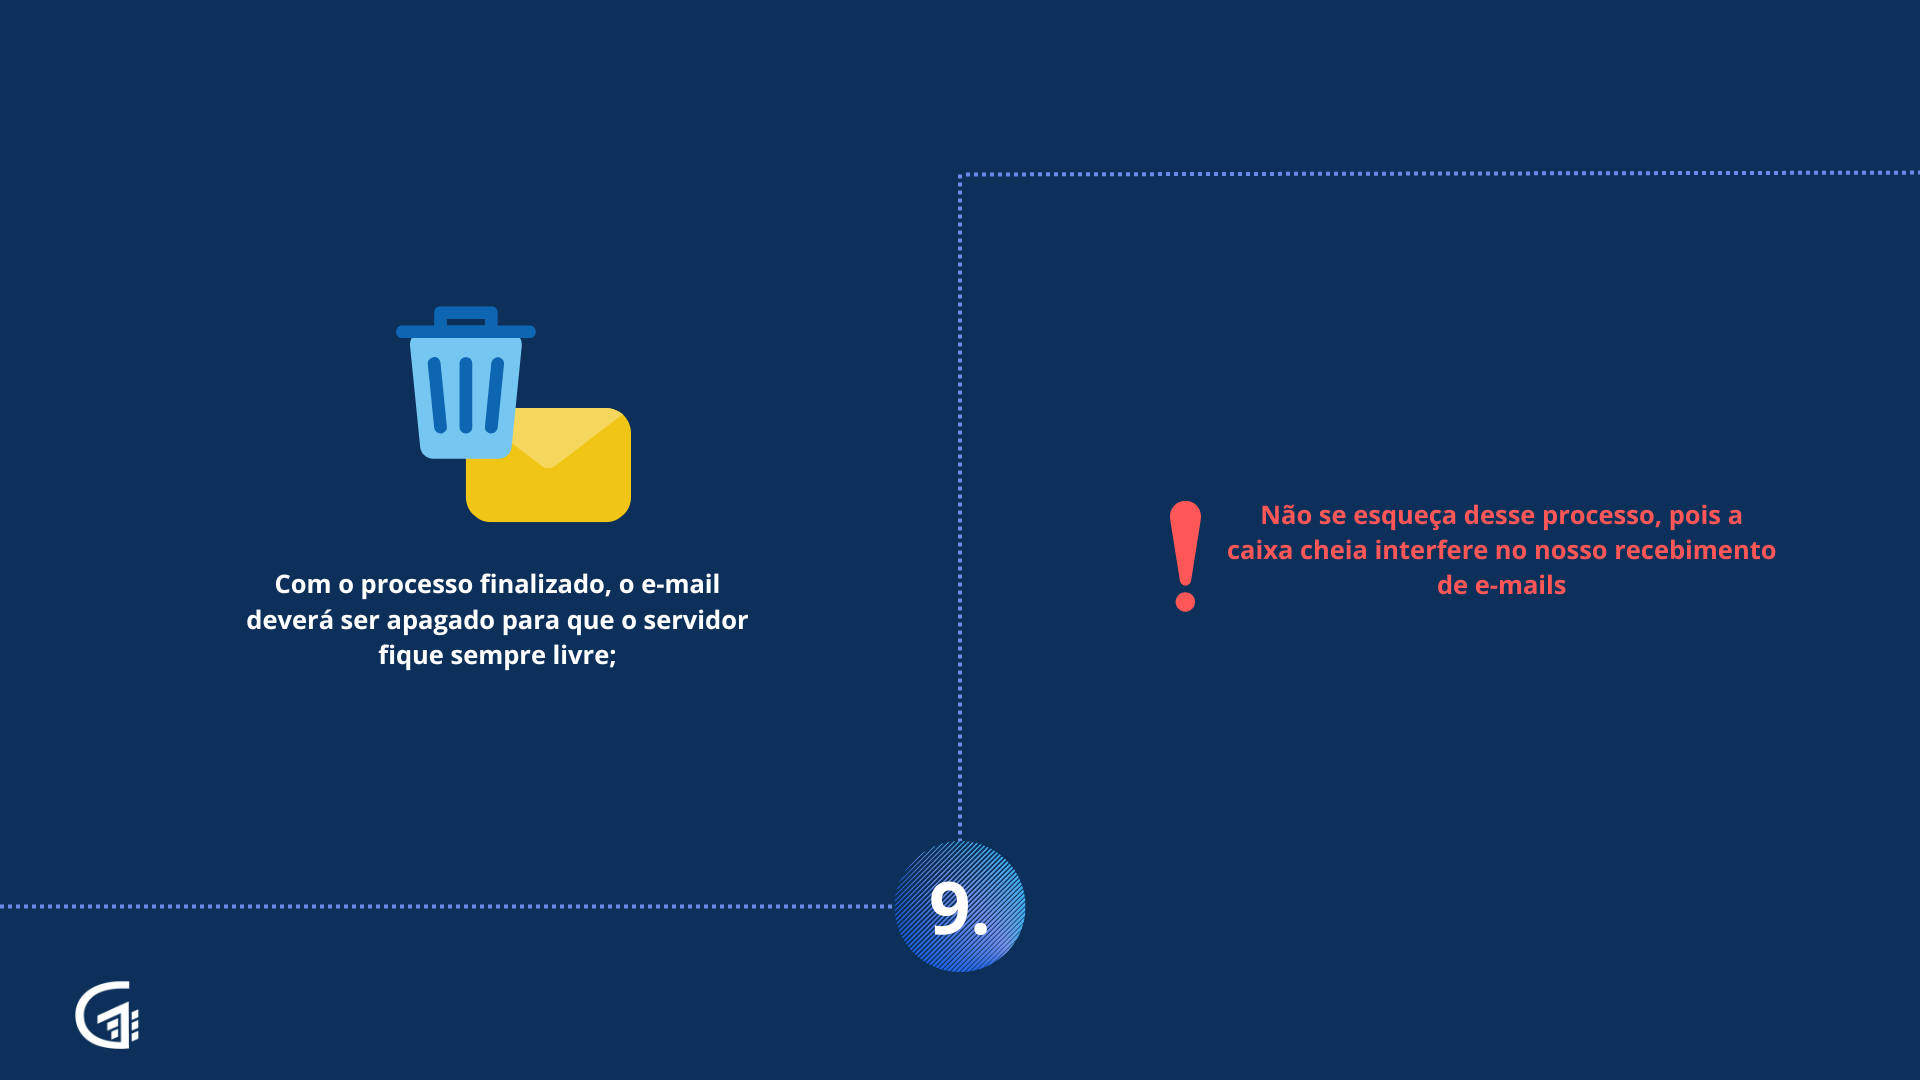 Com o processo finalizado, o e-mail
deverá ser apagado para que o servidor
fique sempre livre;
Não se esqueça desse processo, pois a
caixa cheia interfere no nosso recebimento
de e-mails
9.